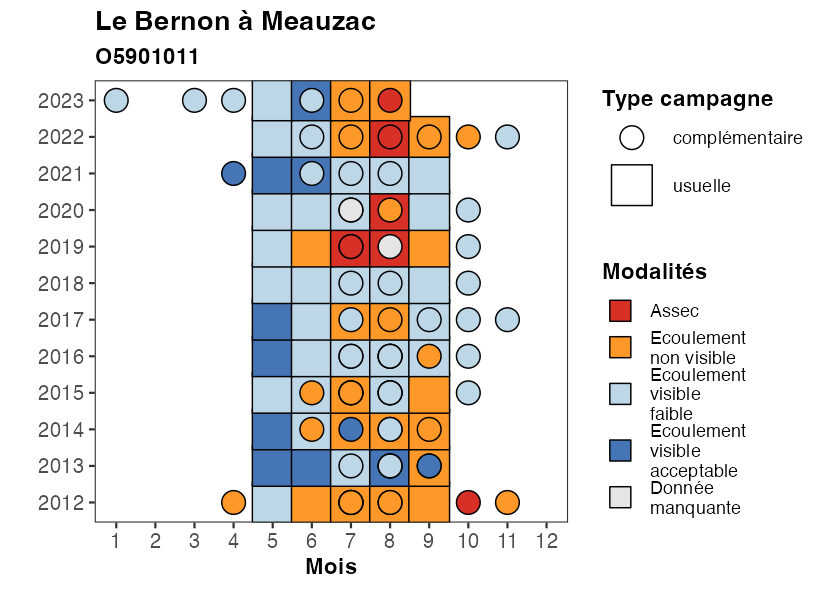 Le Bernon à Meauzac
O5901011
2023
2022
2021
2020
2019
2018
2017
2016
2015
2014
2013
2012
1 2 3 4 5 6 7 8 9 10 11 12
Mois
Type campagne
complémentaire
usuelle
Modalités
Assec
Ecoulement
non visible
Ecoulement
visible
faible
Ecoulement
visible
acceptable
Donnée
manquante